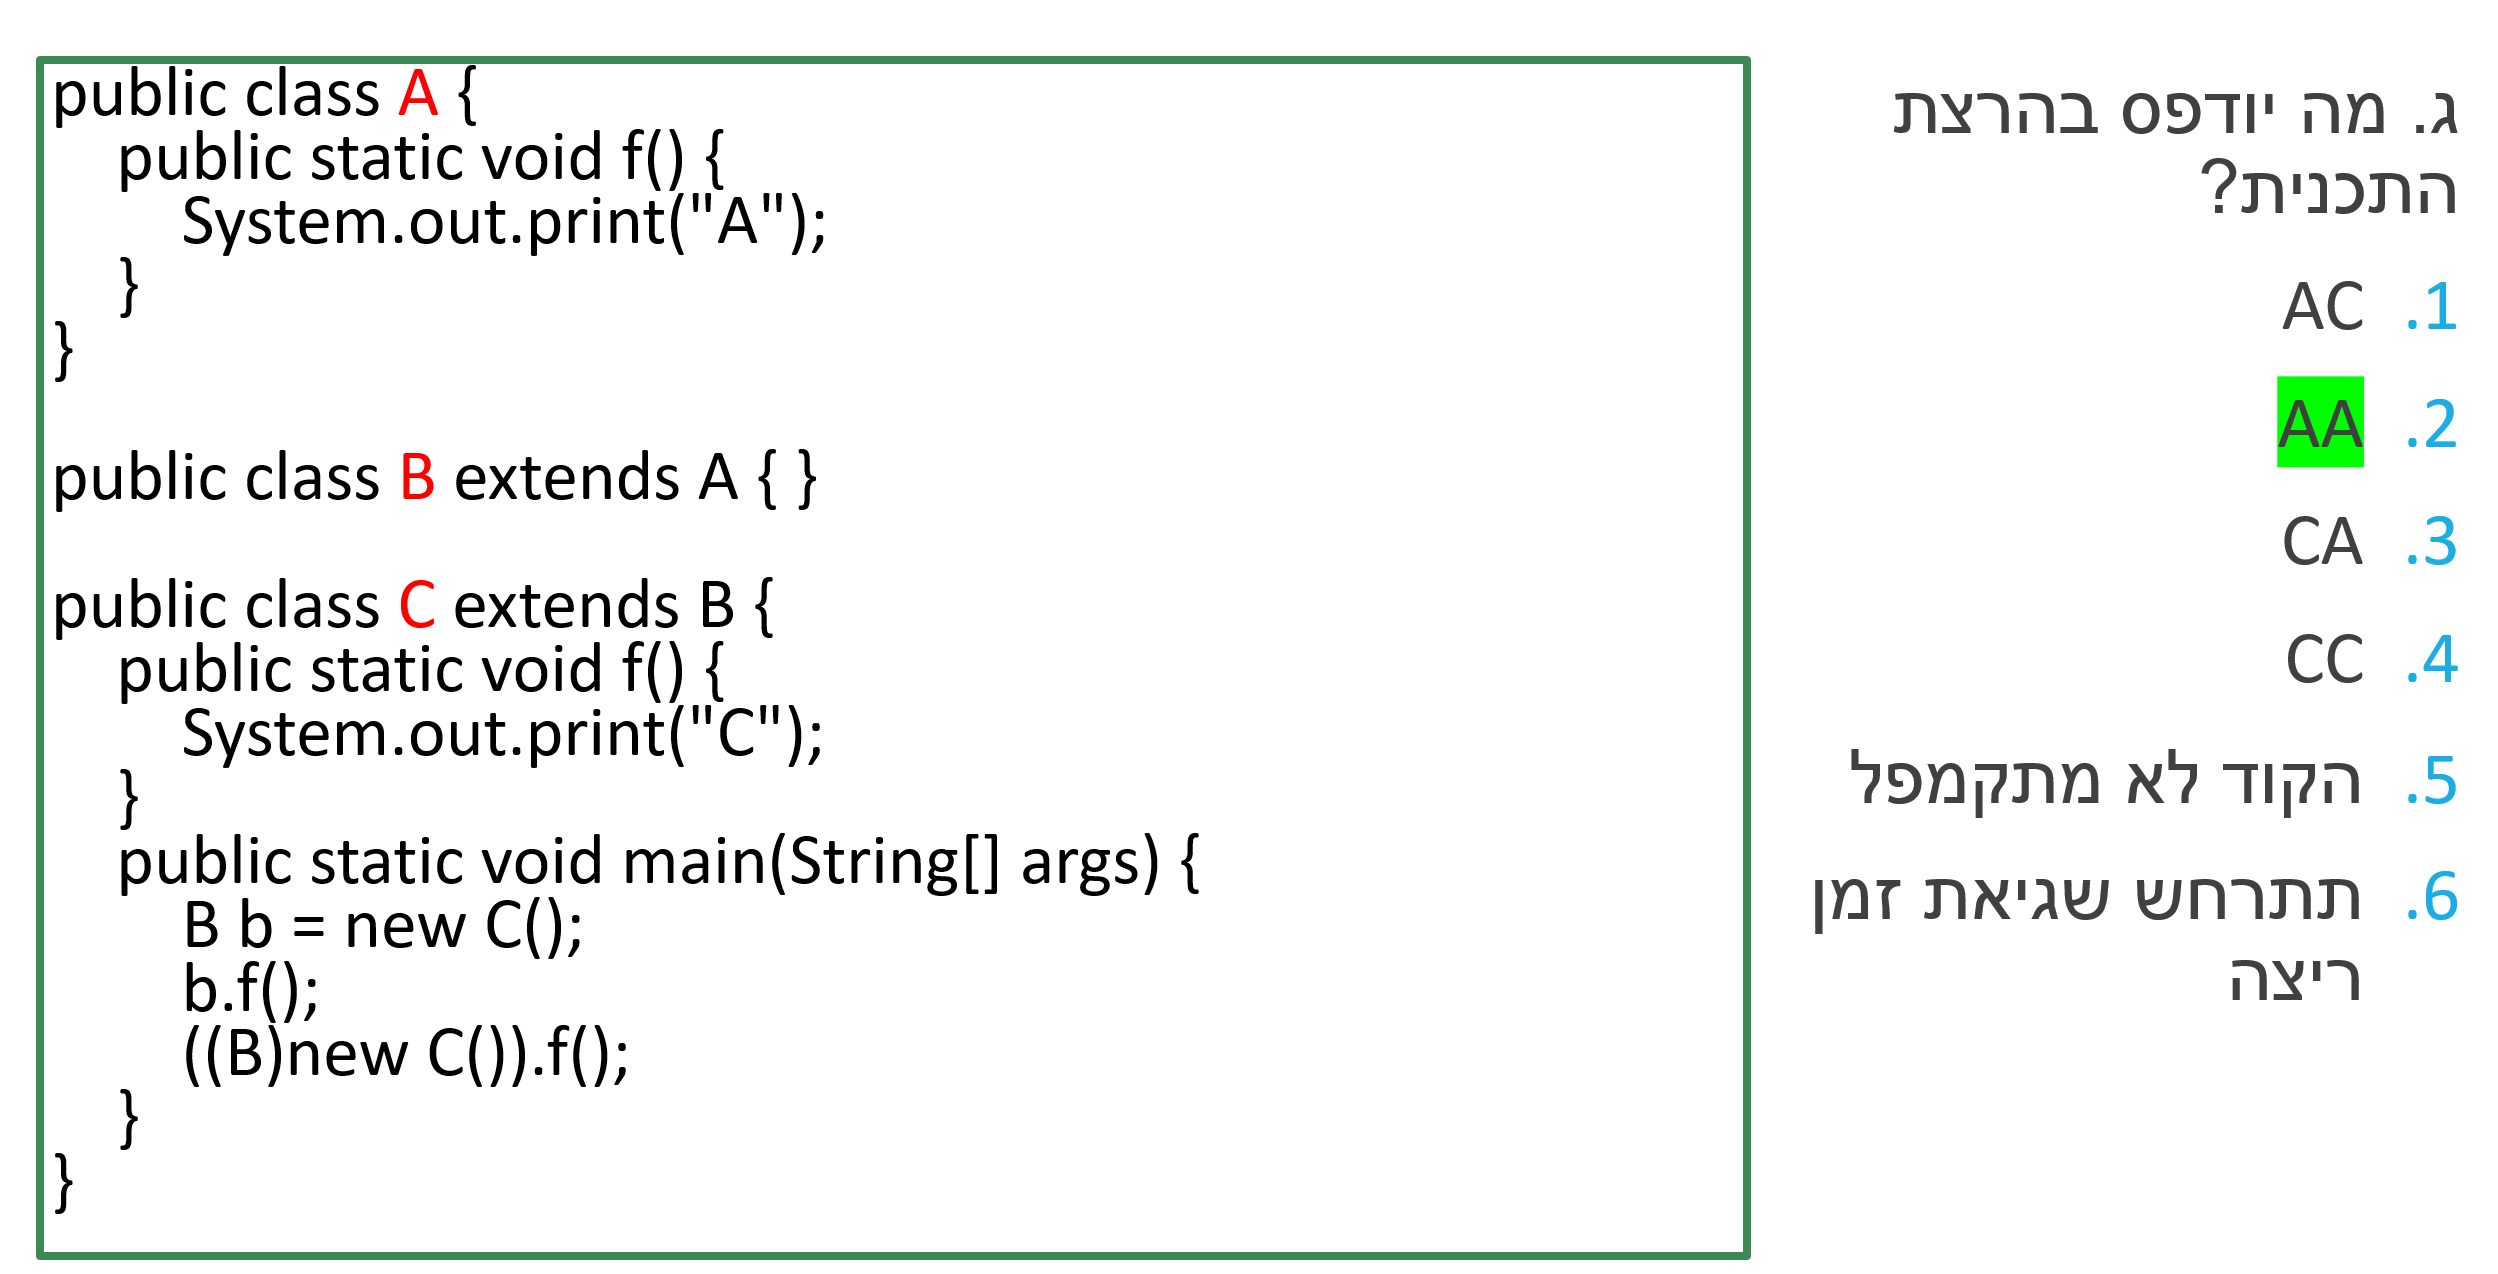 public class A {
public static void f() {
System.out.print("A");
}
}
public class B extends A { }
public class C extends B {
public static void f() {
System.out.print("C");
}
public static void main(String[] args) {
B b = new C();
b.f();
((B)new C()).f();
}
}
ג. מה יודפס בהרצת
התכנית?
1. AC
2. AA
3. CA
4. CC
5. הקוד לא מתקמפל
6. תתרחש שגיאת זמן
ריצה